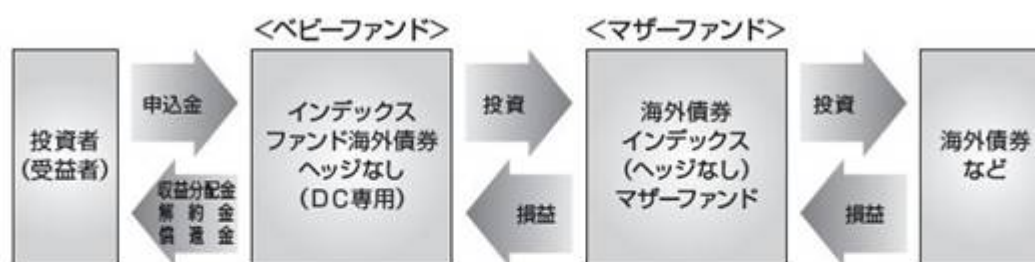 <ベビーファンド>
<マザーファンド>
投資者
(受益者)
申込金
収益分配金
解約金
償還金
インデックス
ファンド海外債券
ヘッジなし
(DC専用)
投資
損益
海外債券
インデックス
(ヘッジなし)
マザーファンド
投資
損益
海外債券
など